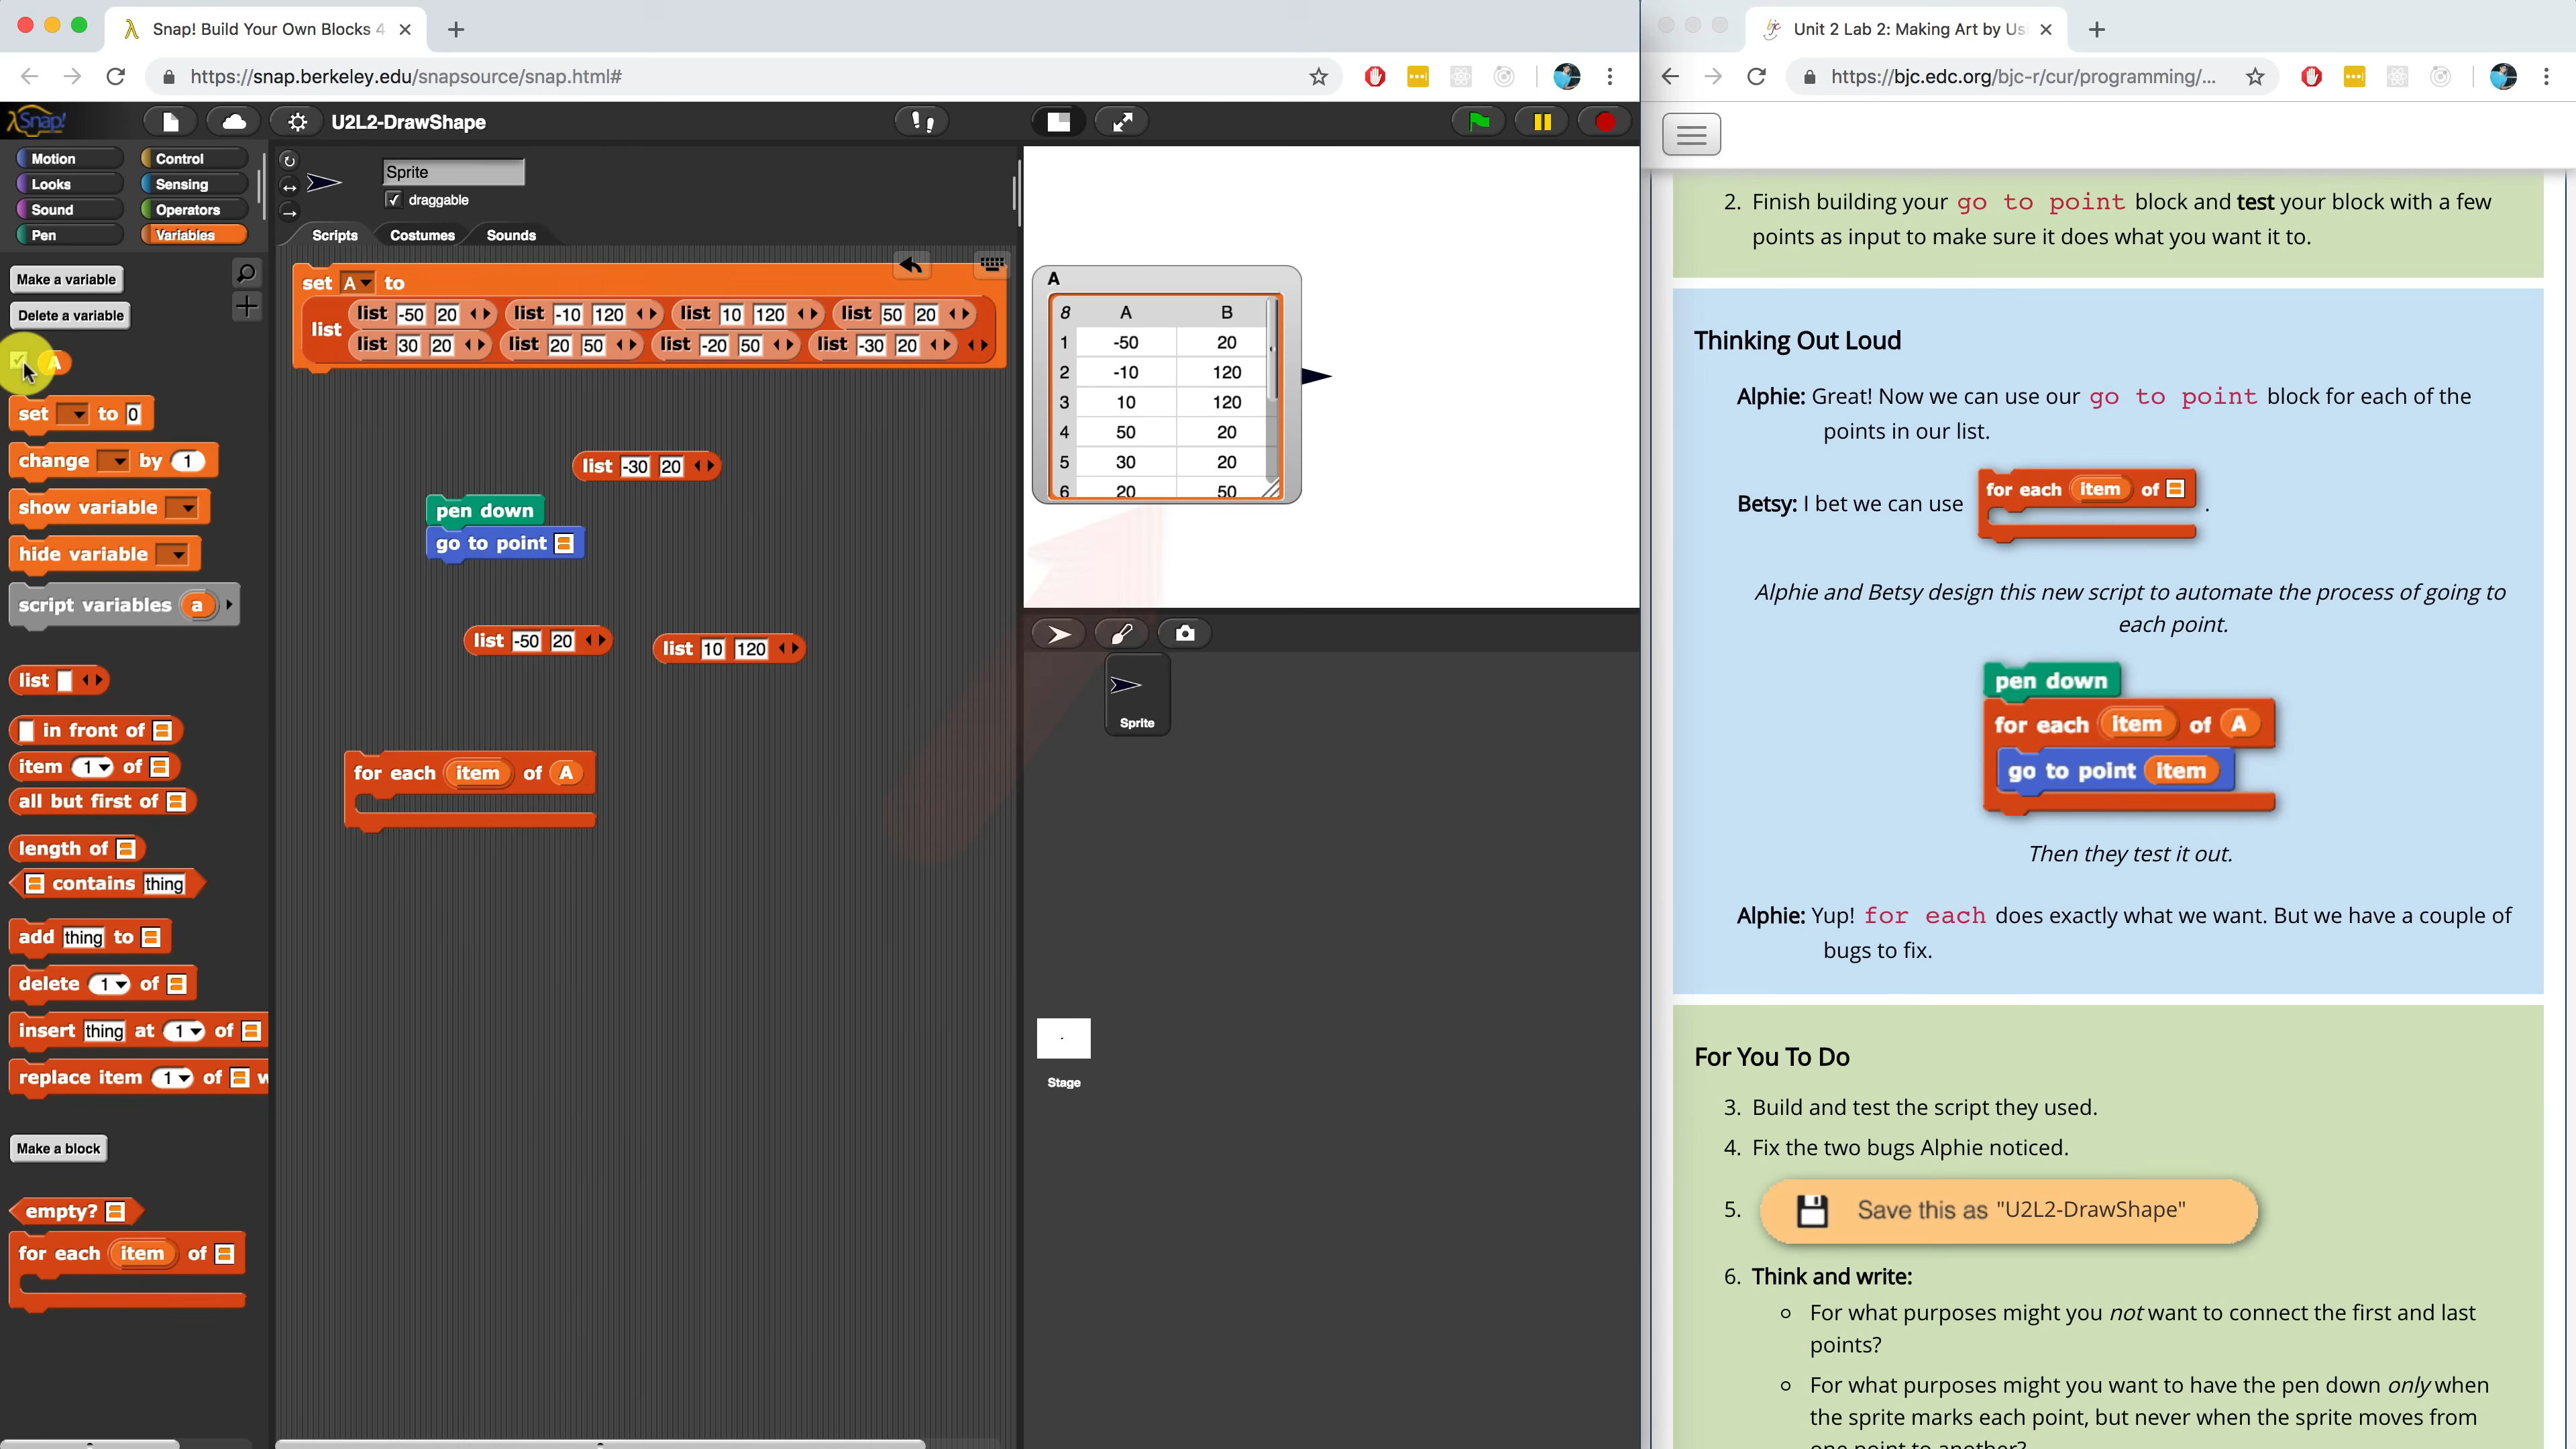 Snap! Build Your Own Blocks 4
https://snap.berkeley.edu/snapsource/snap.html#
Snap!
U2L2-DrawShape
Motion Control
Looks Sensing
Sound Operators
Pen Variables
Make a variable
Delete a variable
A
set to 0
change by 1
show variable
hide variable
script variables a
list
in front of
item 1 of
all but first of
length of
contains thing
add thing to
delete 1 of
insert thing at 1 of
replace item 1 of w
Make a block
empty?
for each item of
Sprite
draggable
Scripts Costumes Sounds
set A to
list list -50 20 list -10 120 list 10 120 list 50 20
list 30 20 list 20 50 list -20 50 list -30 20
list -30 20
pen down
go to point
list -50 20 list 10 120
for each item of A
A
8 A B
1 -50 20
2 -10 120
3 10 120
4 50 20
5 30 20
6 20 50
Sprite
Stage
bjc
Unit 2 Lab 2: Making Art by Usi
https://bjc.edc.org/bjc-r/cur/programming/...
2. Finish building your go to point block and test your block with a few
points as input to make sure it does what you want it to.
Thinking Out Loud
Alphie: Great! Now we can use our go to point block for each of the
points in our list.
Betsy: I bet we can use for each item of .
Alphie and Betsy design this new script to automate the process of going to
each point.
pen down
for each item of A
go to point item
Then they test it out.
Alphie: Yup! for each does exactly what we want. But we have a couple of
bugs to fix.
For You To Do
3. Build and test the script they used.
4. Fix the two bugs Alphie noticed.
5. Save this as "U2L2-DrawShape"
6. Think and write:
For what purposes might you not want to connect the first and last
points?
For what purposes might you want to have the pen down only when
the sprite marks each point, but never when the sprite moves from
one point to another?